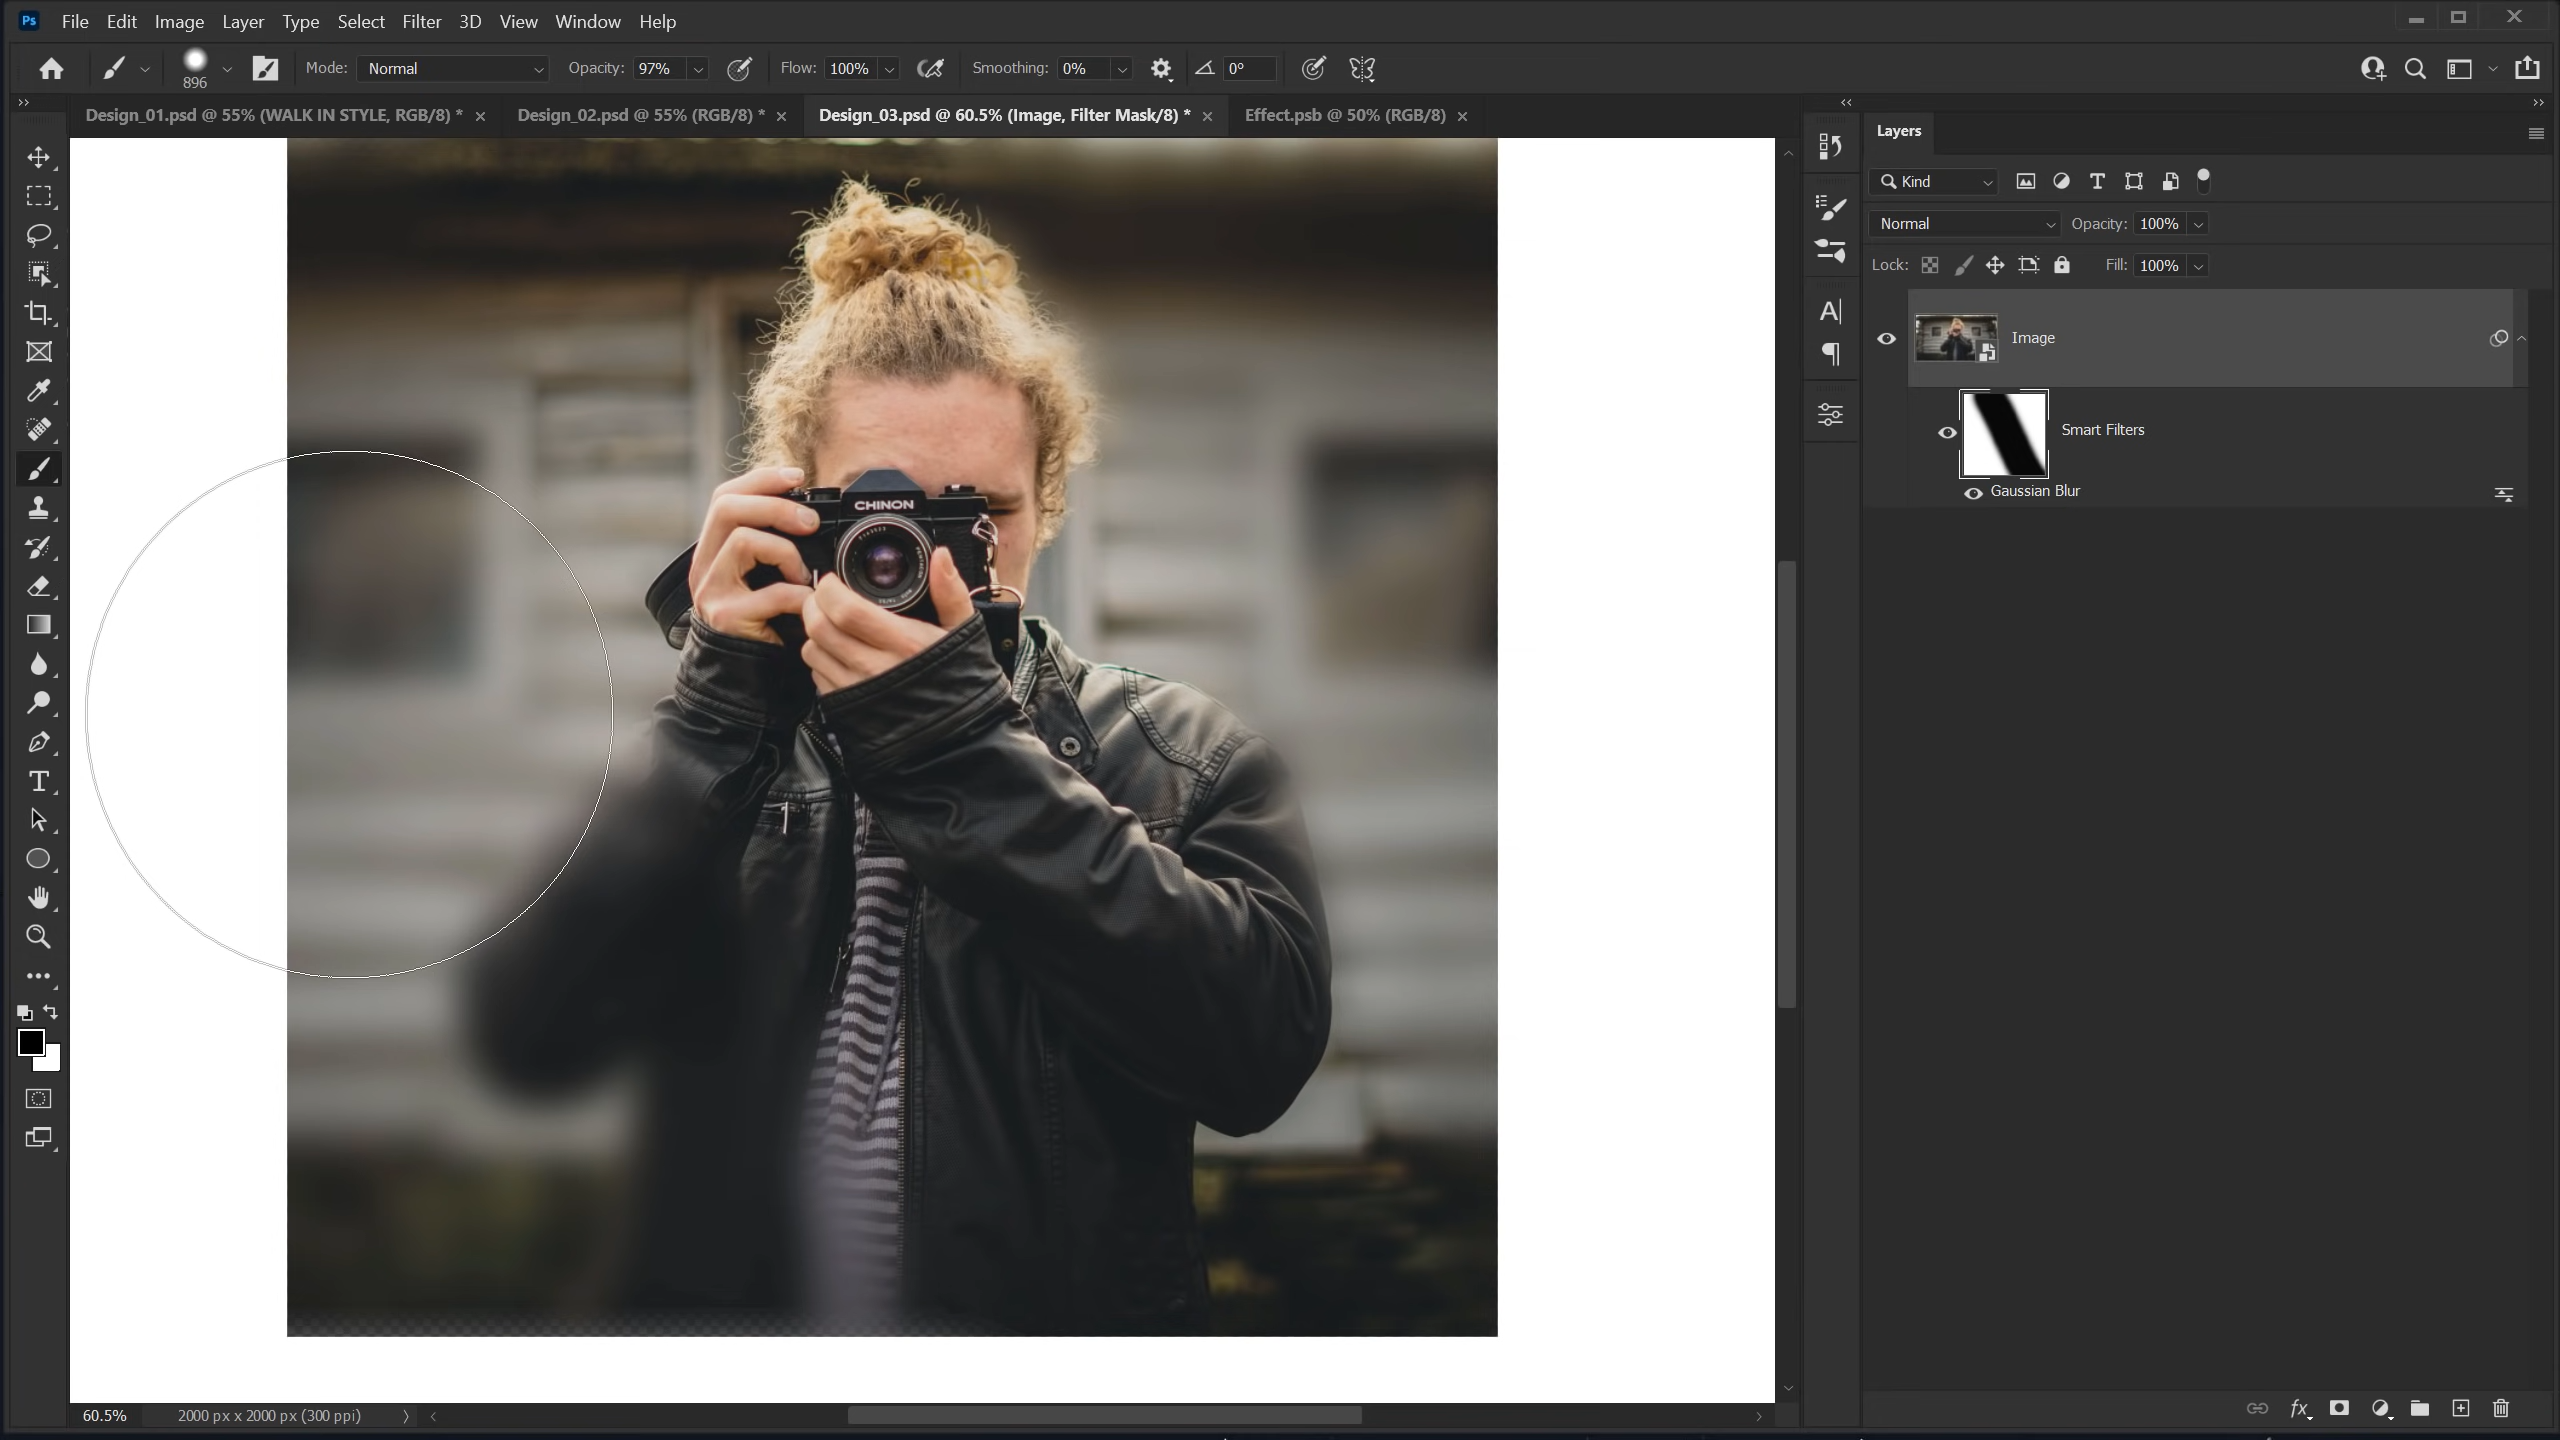 Ps File Edit Image Layer Type Select Filter 3D View Window Help
896 Mode: Normal Opacity: 97% Flow: 100% Smoothing: 0% 0°
Design_01.psd @ 55% (WALK IN STYLE, RGB/8) * Design_02.psd @ 55% (RGB/8) * Design_03.psd @ 60.5% (Image, Filter Mask/8) * Effect.psb @ 50% (RGB/8)
Layers
Kind
Normal Opacity: 100%
Lock: Fill: 100%
Image
Smart Filters
Gaussian Blur
CHINON
60.5% 2000 px x 2000 px (300 ppi)
fx